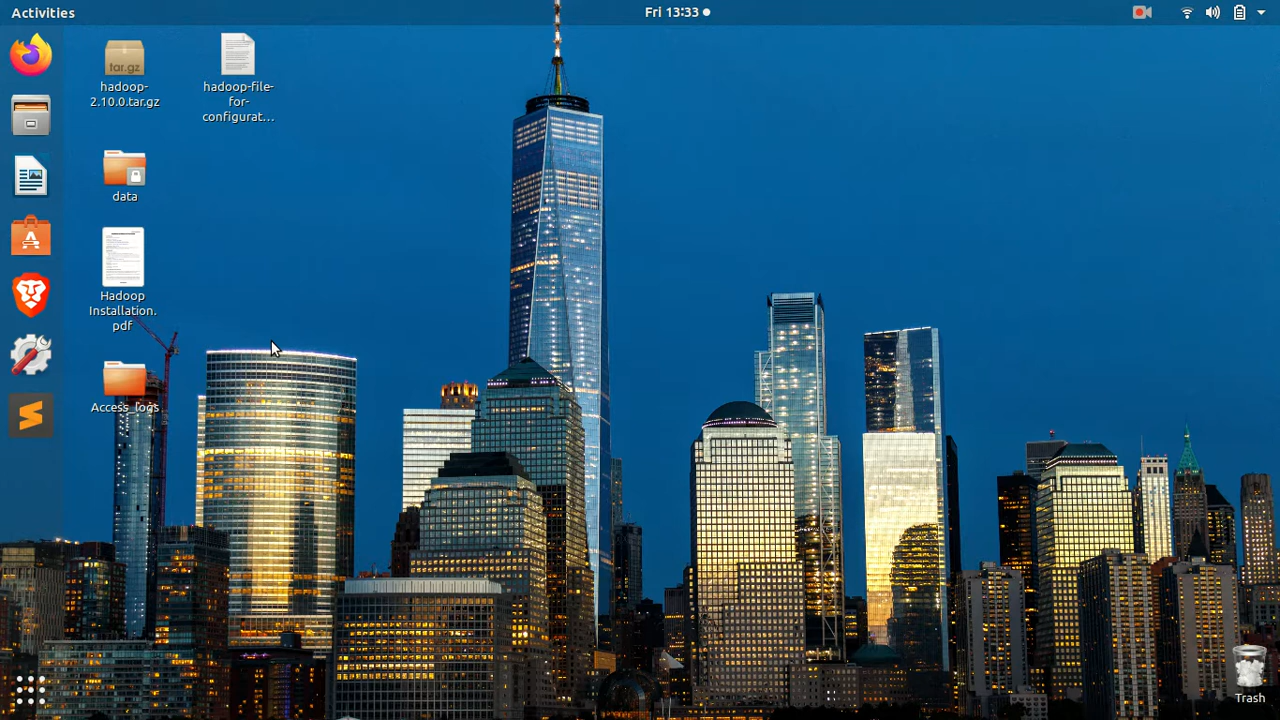 Activities
Fri 13:33
tar.gz
hadoop-
2.10.0.tar.gz
hadoop-file-
for-
configurat...
data
Hadoop
Installation.
pdf
Access_logs
Trash